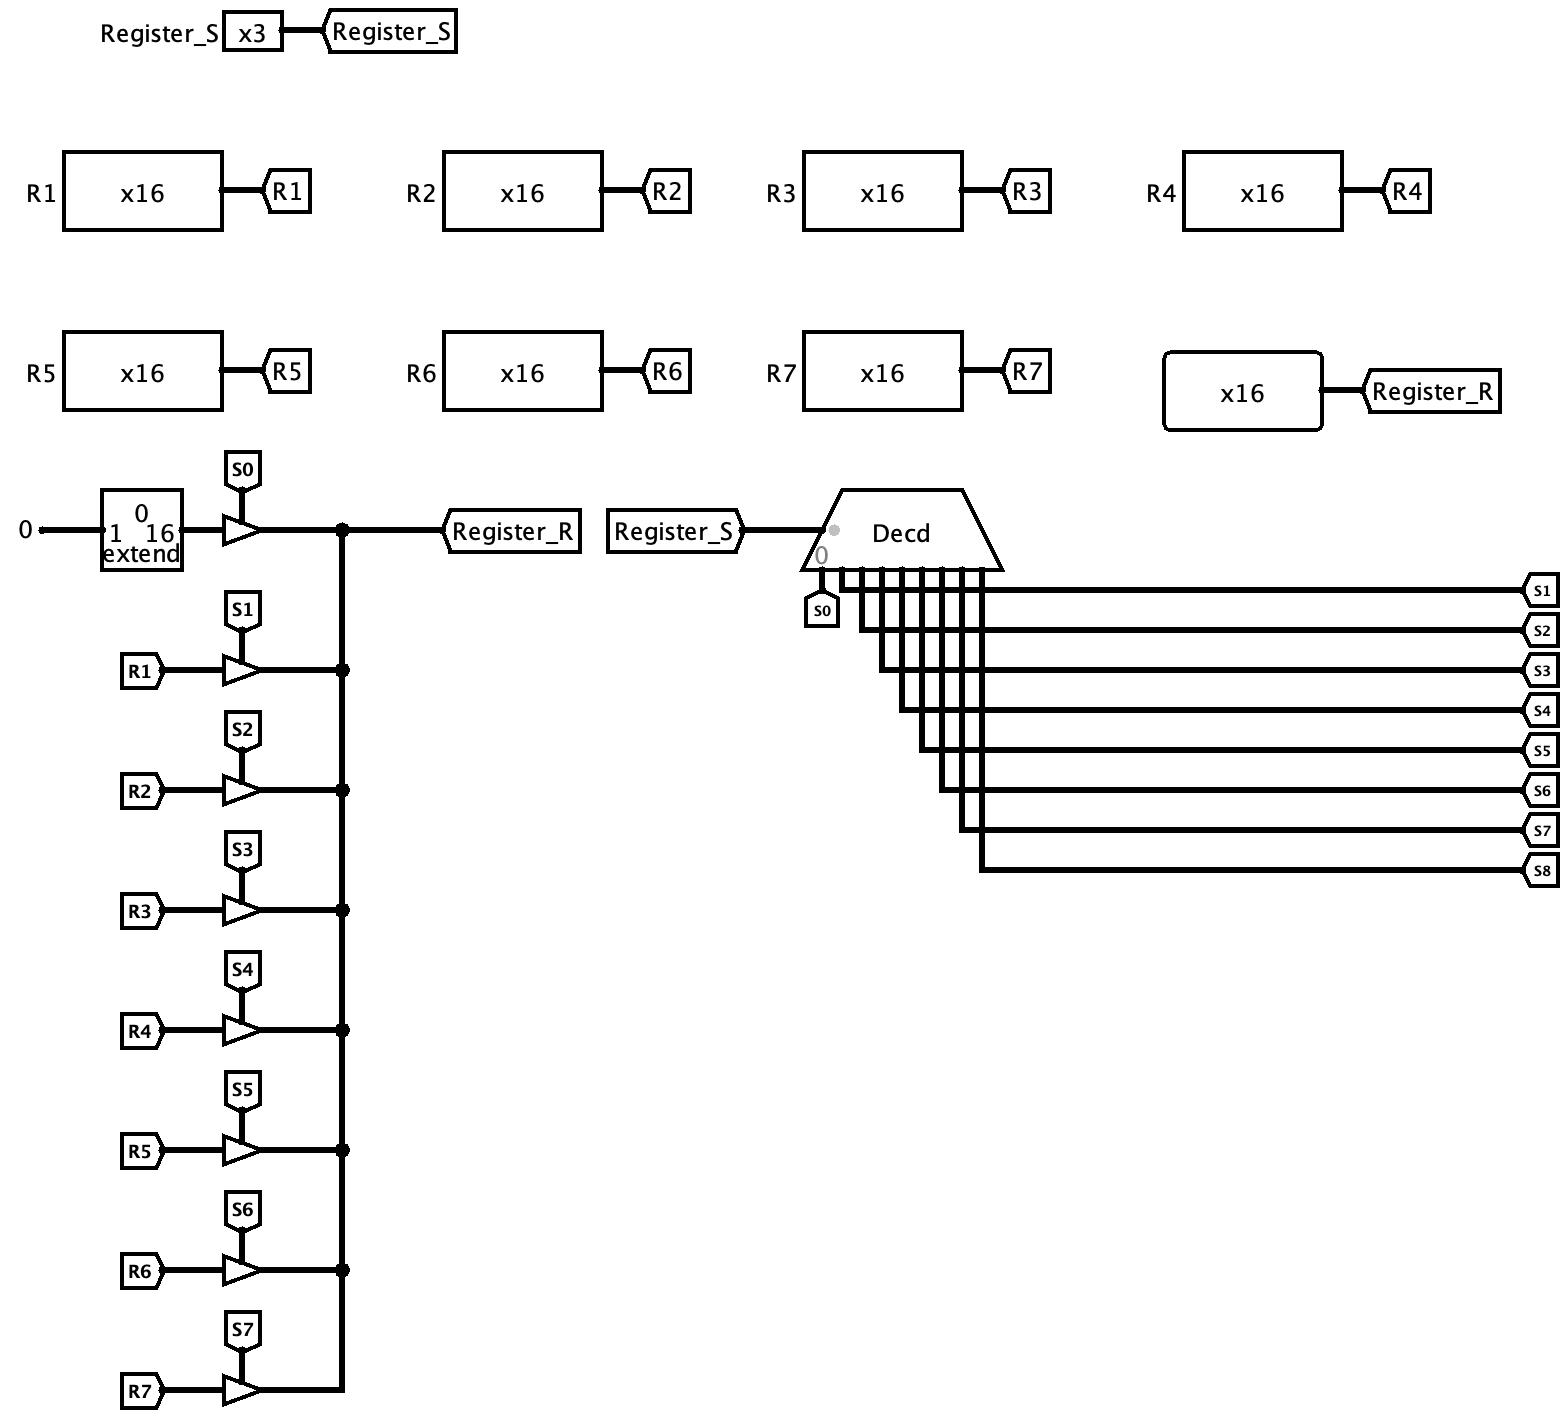 Register_S x3 Register_S
R1 x16 R1 R2 x16 R2 R3 x16 R3 R4 x16 R4
R5 x16 R5 R6 x16 R6 R7 x16 R7 x16 Register_R
S0
0 0 1 16 extend Register_R
Register_S Decd 0
S0
S1
S2
S3
S4
S5
S6
S7
S8
S1
R1
S2
R2
S3
R3
S4
R4
S5
R5
S6
R6
S7
R7